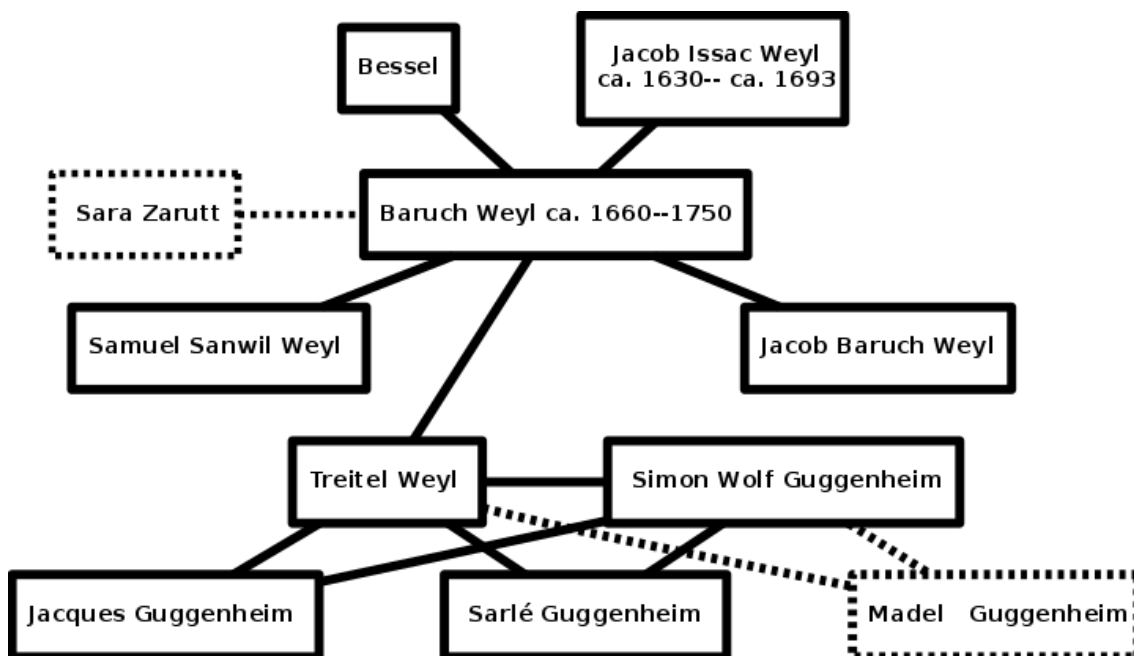 Bessel
Jacob Issac Weyl
ca. 1630-- ca. 1693
Sara Zarutt
Baruch Weyl ca. 1660--1750
Samuel Sanwil Weyl
Jacob Baruch Weyl
Treitel Weyl
Simon Wolf Guggenheim
Jacques Guggenheim
Sarlé Guggenheim
Madel Guggenheim